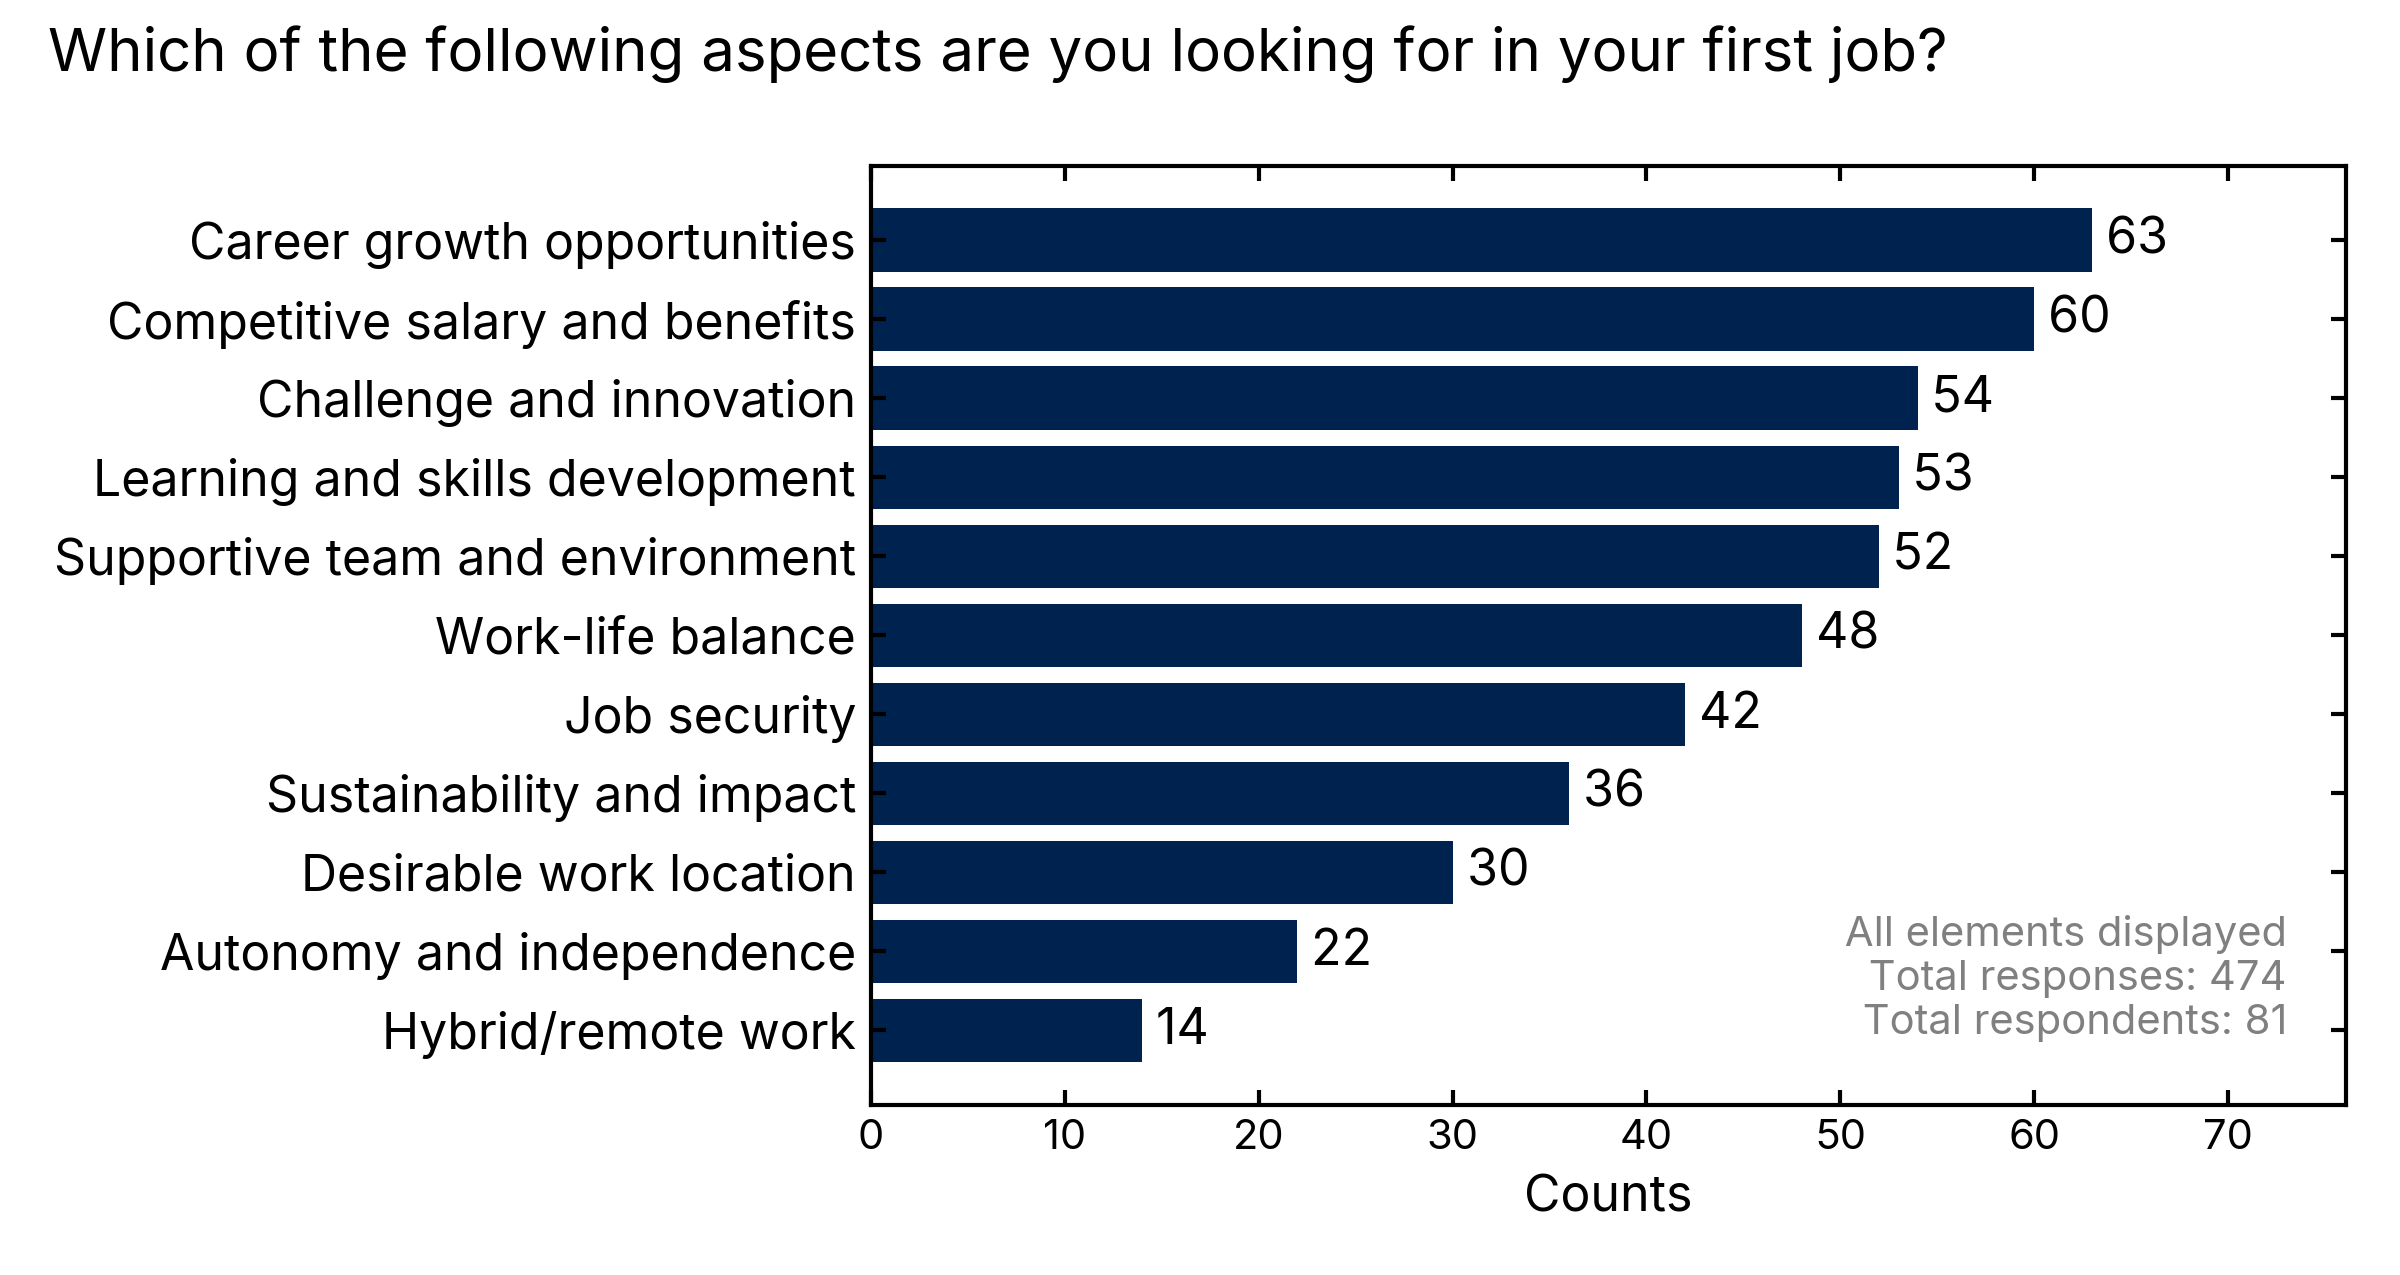 Which of the following aspects are you looking for in your first job?
Career growth opportunities 63
Competitive salary and benefits 60
Challenge and innovation 54
Learning and skills development 53
Supportive team and environment 52
Work-life balance 48
Job security 42
Sustainability and impact 36
Desirable work location 30
Autonomy and independence 22
Hybrid/remote work 14
All elements displayed
Total responses: 474
Total respondents: 81
0 10 20 30 40 50 60 70
Counts